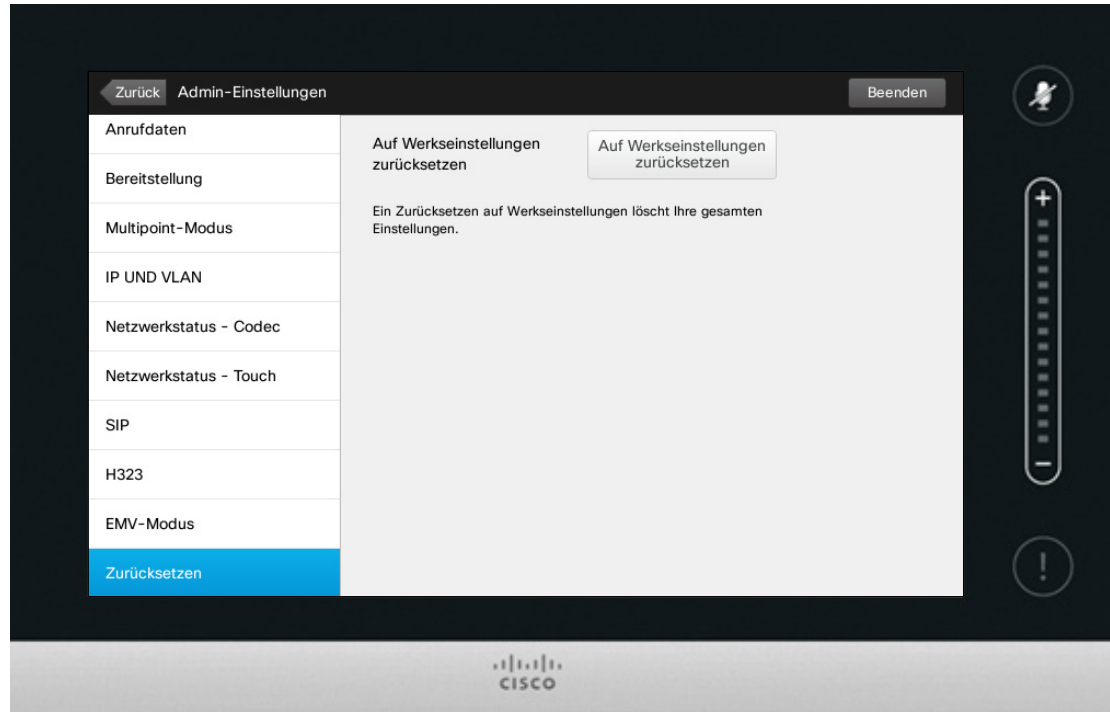 Zurück Admin-Einstellungen Beenden
Anrufdaten
Bereitstellung
Multipoint-Modus
IP UND VLAN
Netzwerkstatus - Codec
Netzwerkstatus - Touch
SIP
H323
EMV-Modus
Zurücksetzen
Auf Werkseinstellungen
zurücksetzen
Auf Werkseinstellungen
zurücksetzen
Ein Zurücksetzen auf Werkseinstellungen löscht Ihre gesamten
Einstellungen.
+
-
!
CISCO